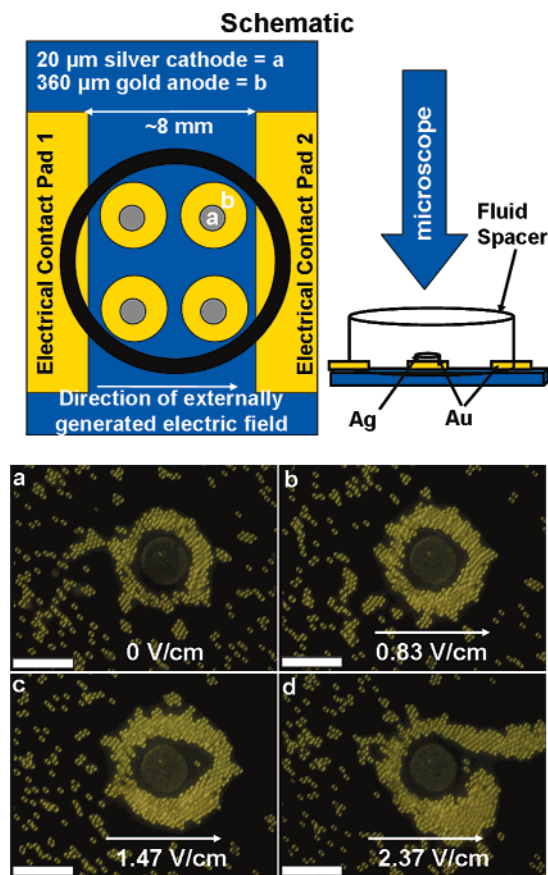 Schematic
20 μm silver cathode = a
360 μm gold anode = b
~8 mm
Electrical Contact Pad 1
b
a
Electrical Contact Pad 2
Direction of externally
generated electric field
microscope
Fluid
Spacer
Ag
Au
a
0 V/cm
b
0.83 V/cm
c
1.47 V/cm
d
2.37 V/cm